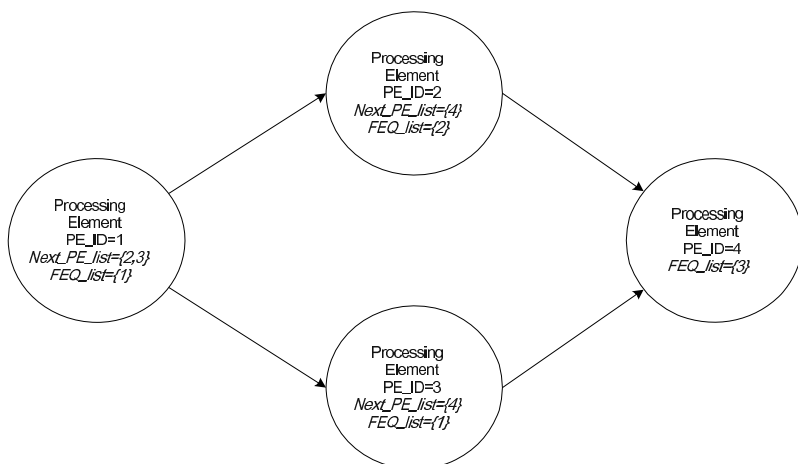 Processing
Element
PE_ID=2
Next_PE_list={4}
FEQ_list={2}
Processing
Element
PE_ID=1
Next_PE_list={2,3}
FEQ_list={1}
Processing
Element
PE_ID=4
FEQ_list={3}
Processing
Element
PE_ID=3
Next_PE_list={4}
FEQ_list={1}